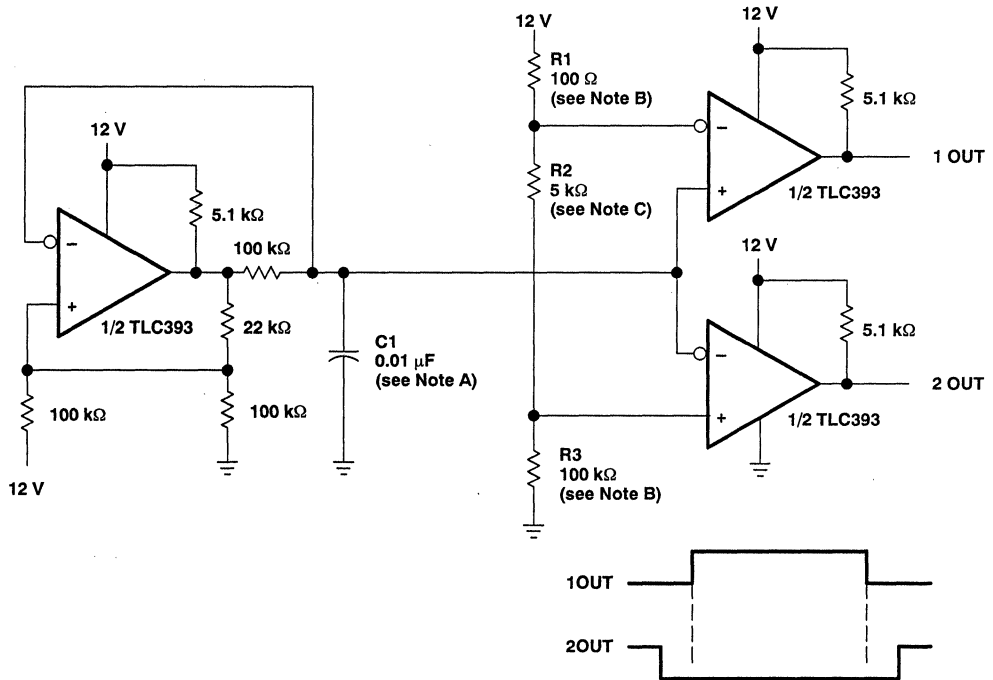 12 V
5.1 kΩ
100 kΩ
−
+
1/2 TLC393
22 kΩ
100 kΩ
100 kΩ
12 V
C1
0.01 µF
(see Note A)
12 V
R1
100 Ω
(see Note B)
R2
5 kΩ
(see Note C)
R3
100 kΩ
(see Note B)
12 V
5.1 kΩ
−
+
1/2 TLC393
1 OUT
12 V
5.1 kΩ
−
+
1/2 TLC393
2 OUT
1OUT
2OUT